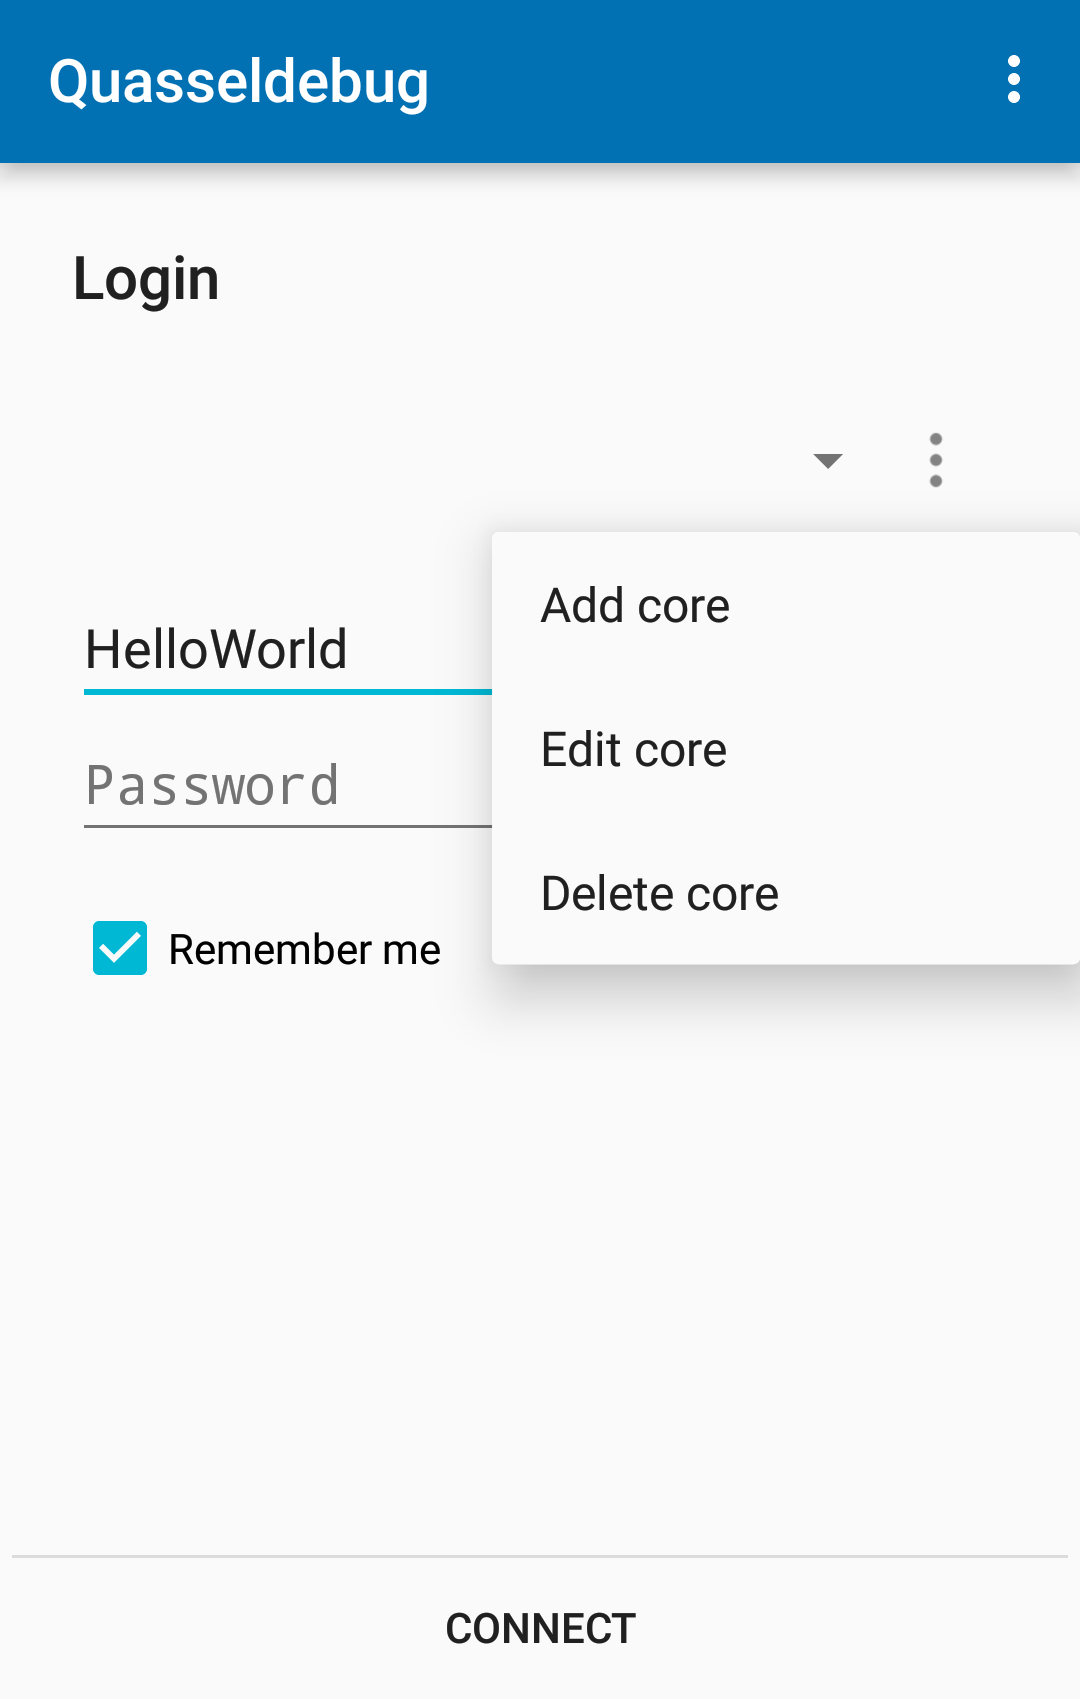 Quasseldebug
Login
Add core
HelloWorld
Edit core
Password
Delete core
Remember me
CONNECT